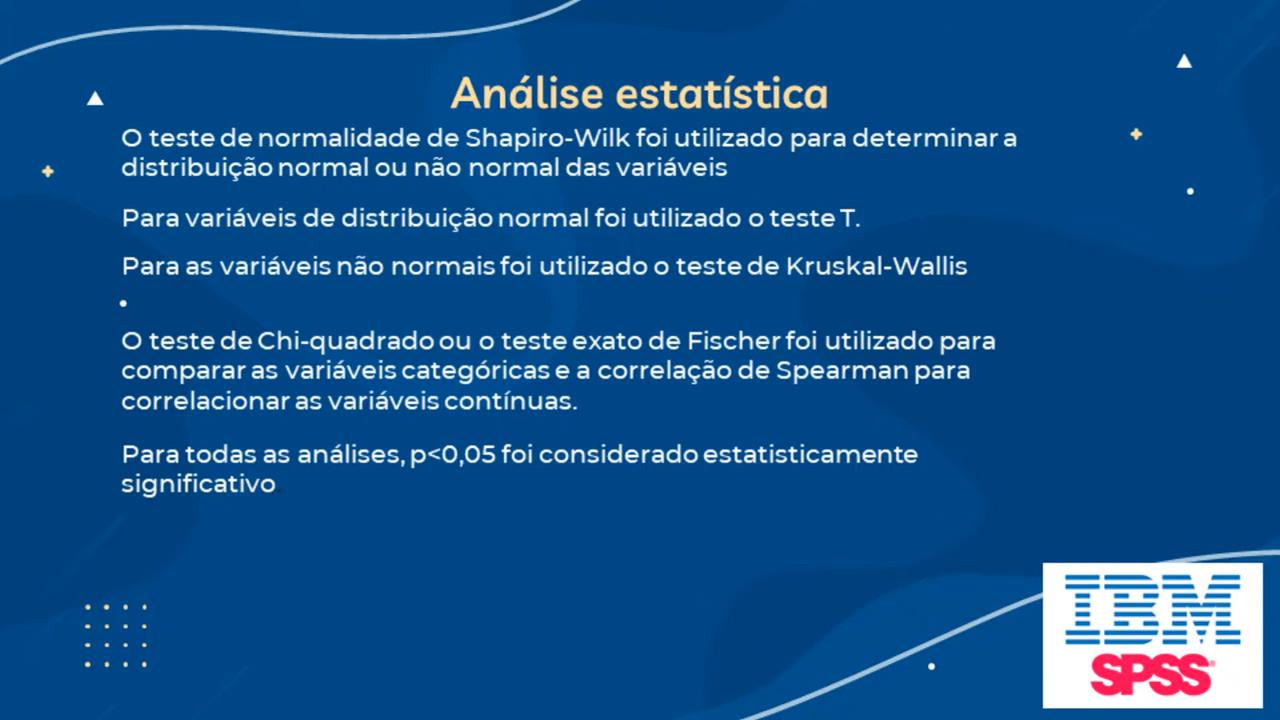 Análise estatística
O teste de normalidade de Shapiro-Wilk foi utilizado para determinar a
distribuição normal ou não normal das variáveis
Para variáveis de distribuição normal foi utilizado o teste T.
Para as variáveis não normais foi utilizado o teste de Kruskal-Wallis
O teste de Chi-quadrado ou o teste exato de Fischer foi utilizado para
comparar as variáveis categóricas e a correlação de Spearman para
correlacionar as variáveis contínuas.
Para todas as análises, p<0,05 foi considerado estatisticamente
significativo.
IBM
SPSS